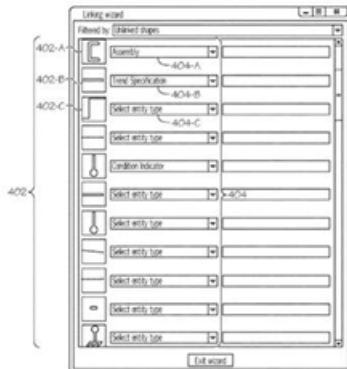 Linking wizard
Filtered by: Unlinked shapes
402-A Assembly
404-A
402-B Trend Specification
404-B
402-C Select entity type
404-C
Select entity type
Condition Indicator
402 Select entity type 404
Select entity type
Select entity type
Select entity type
Select entity type
Select entity type
Exit wizard